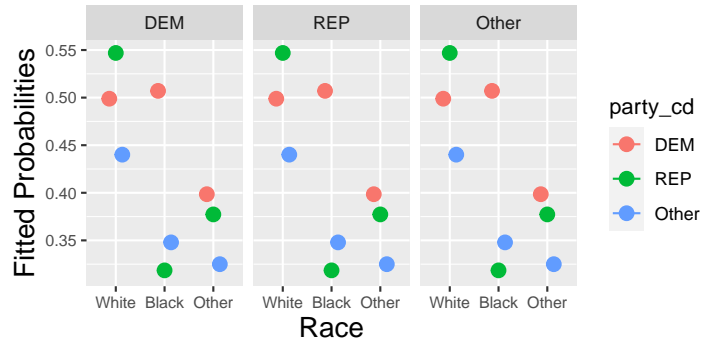 DEM REP Other
Fitted Probabilities
0.55
0.50
0.45
0.40
0.35
White Black Other White Black Other White Black Other
Race
party_cd
DEM
REP
Other